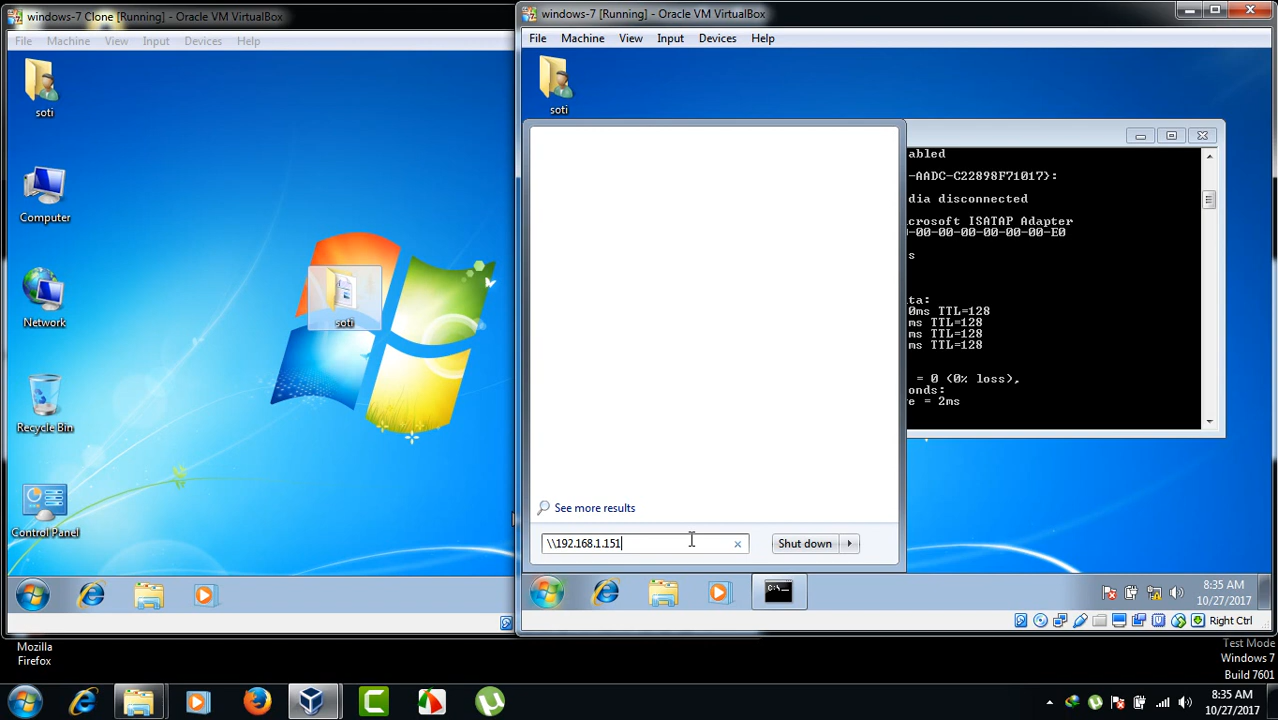 windows-7 Clone [Running] - Oracle VM VirtualBox
File Machine View Input Devices Help
soti
Computer
Network
Recycle Bin
Control Panel
soti
windows-7 [Running] - Oracle VM VirtualBox
File Machine View Input Devices Help
soti
abled
-AADC-C22898F71017}:
dia disconnected
crosoft ISATAP Adapter
0-00-00-00-00-00-00-E0
s
ta:
0ms TTL=128
ms TTL=128
ms TTL=128
ms TTL=128
= 0 (0% loss),
onds:
e = 2ms
See more results
\\192.168.1.151
Shut down
C:\_
8:35 AM
10/27/2017
Right Ctrl
Mozilla
Firefox
Test Mode
Windows 7
Build 7601
8:35 AM
10/27/2017